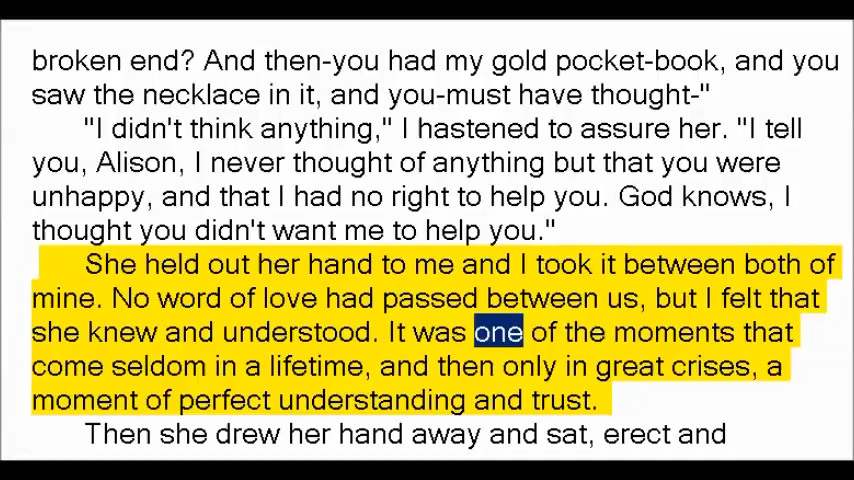 broken end? And then-you had my gold pocket-book, and you
saw the necklace in it, and you-must have thought-"
"I didn't think anything," I hastened to assure her. "I tell
you, Alison, I never thought of anything but that you were
unhappy, and that I had no right to help you. God knows, I
thought you didn't want me to help you."
She held out her hand to me and I took it between both of
mine. No word of love had passed between us, but I felt that
she knew and understood. It was one of the moments that
come seldom in a lifetime, and then only in great crises, a
moment of perfect understanding and trust.
Then she drew her hand away and sat, erect and